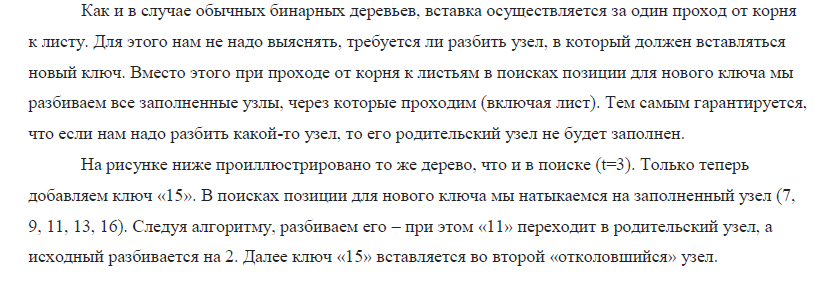 Как и в случае обычных бинарных деревьев, вставка осуществляется за один проход от корня
к листу. Для этого нам не надо выяснять, требуется ли разбить узел, в который должен вставляться
новый ключ. Вместо этого при проходе от корня к листьям в поисках позиции для нового ключа мы
разбиваем все заполненные узлы, через которые проходим (включая лист). Тем самым гарантируется,
что если нам надо разбить какой-то узел, то его родительский узел не будет заполнен.
На рисунке ниже проиллюстрировано то же дерево, что и в поиске (t=3). Только теперь
добавляем ключ «15». В поисках позиции для нового ключа мы натыкаемся на заполненный узел (7,
9, 11, 13, 16). Следуя алгоритму, разбиваем его – при этом «11» переходит в родительский узел, а
исходный разбивается на 2. Далее ключ «15» вставляется во второй «отколовшийся» узел.